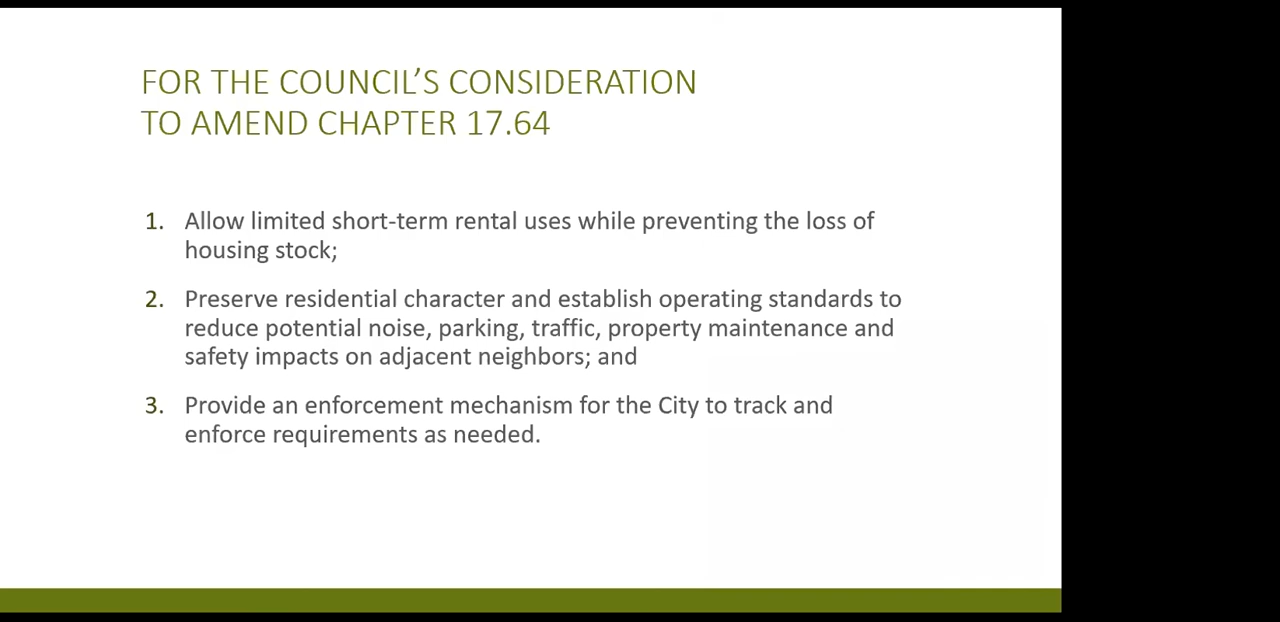 FOR THE COUNCIL'S CONSIDERATION
TO AMEND CHAPTER 17.64
1. Allow limited short-term rental uses while preventing the loss of
housing stock;
2. Preserve residential character and establish operating standards to
reduce potential noise, parking, traffic, property maintenance and
safety impacts on adjacent neighbors; and
3. Provide an enforcement mechanism for the City to track and
enforce requirements as needed.